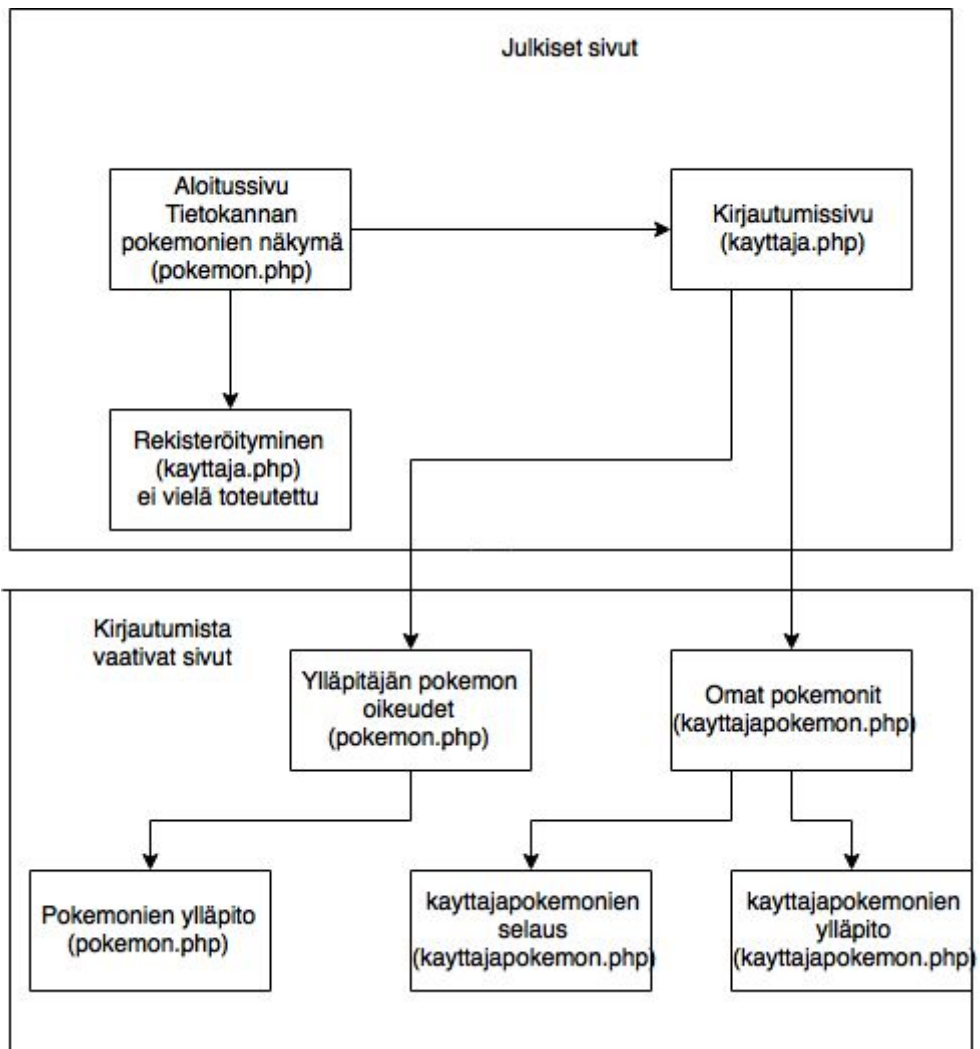 Julkiset sivut
Aloitussivu
Tietokannan
pokemonien näkymä
(pokemon.php)
Kirjautumissivu
(kayttaja.php)
Rekisteröityminen
(kayttaja.php)
ei vielä toteutettu
Kirjautumista
vaativat sivut
Ylläpitäjän pokemon
oikeudet
(pokemon.php)
Omat pokemonit
(kayttajapokemon.php)
Pokemonien ylläpito
(pokemon.php)
kayttajapokemonien
selaus
(kayttajapokemon.php)
kayttajapokemonien
ylläpito
(kayttajapokemon.php)